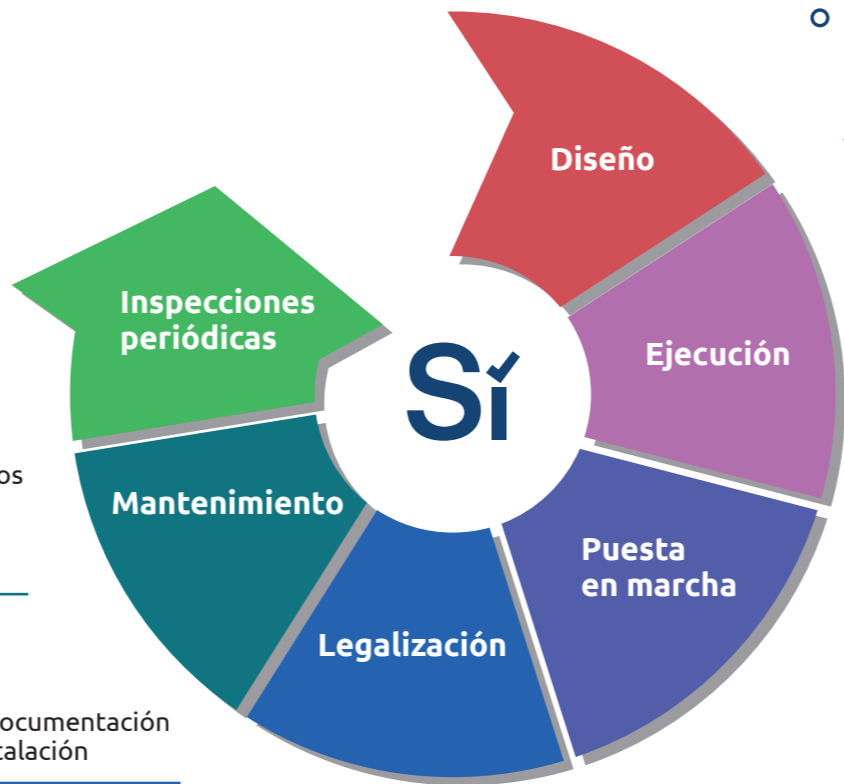 Diseño
Ejecución
Puesta
en marcha
Legalización
Mantenimiento
Inspecciones
periódicas
Sí
os
ocumentación
talación